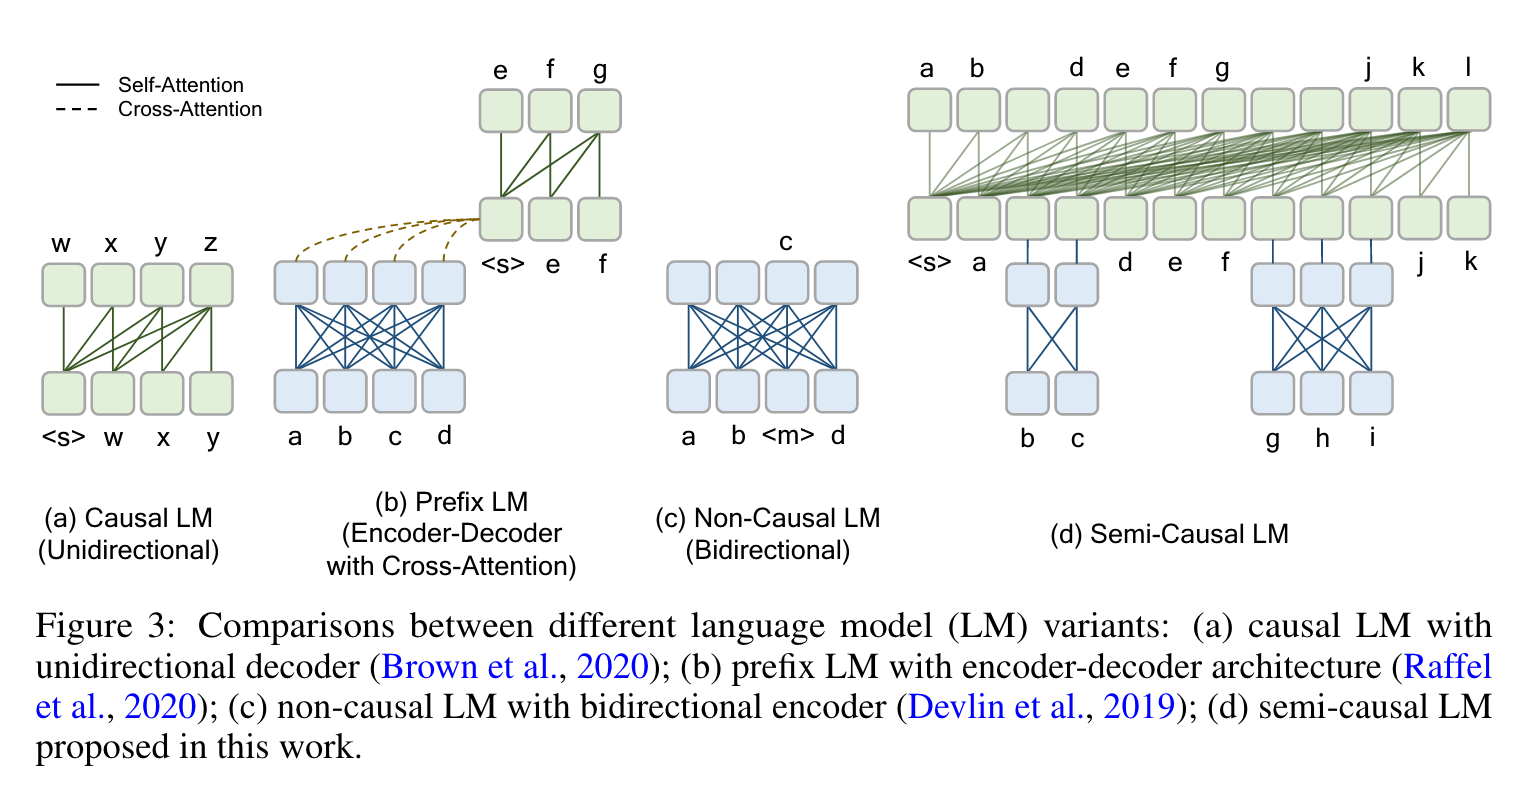 Self-Attention
Cross-Attention
w x y z
<s> w x y
(a) Causal LM
(Unidirectional)
e f g
<s> e f
a b c d
(b) Prefix LM
(Encoder-Decoder
with Cross-Attention)
c
a b <m> d
(c) Non-Causal LM
(Bidirectional)
a b d e f g j k l
<s> a d e f j k
b c g h i
(d) Semi-Causal LM
Figure 3: Comparisons between different language model (LM) variants: (a) causal LM with
unidirectional decoder (Brown et al., 2020); (b) prefix LM with encoder-decoder architecture (Raffel
et al., 2020); (c) non-causal LM with bidirectional encoder (Devlin et al., 2019); (d) semi-causal LM
proposed in this work.